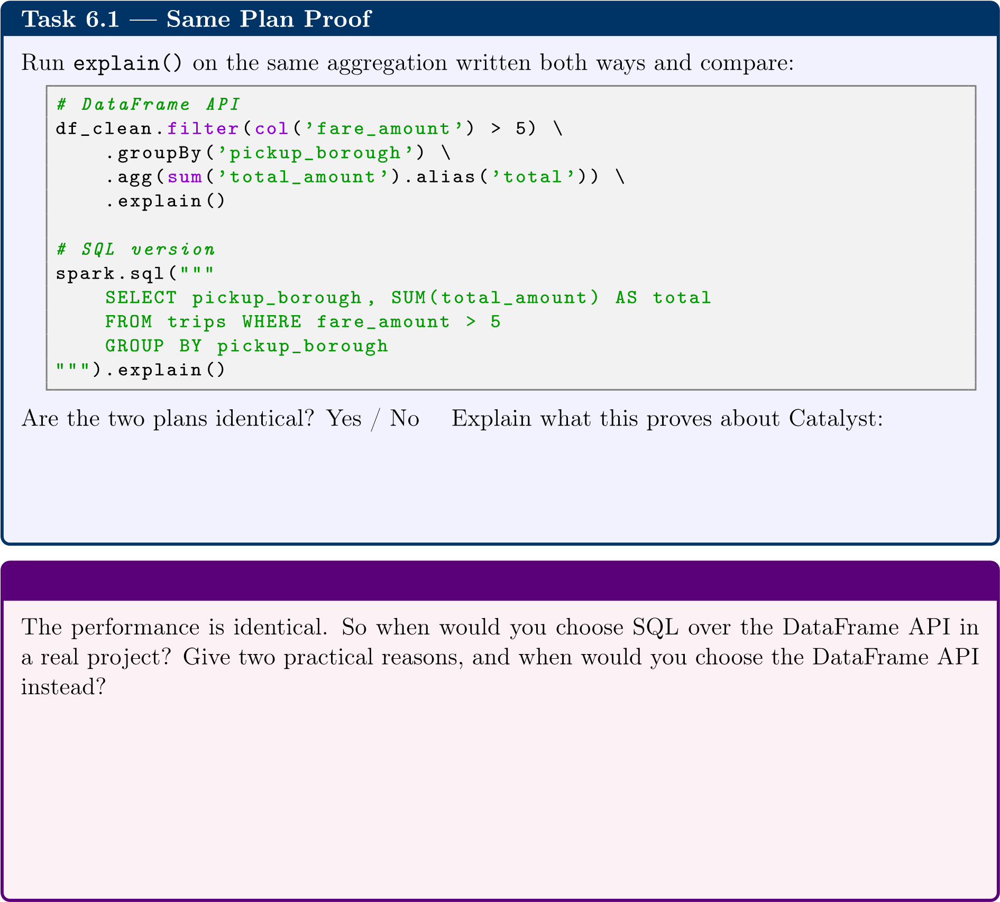 Task 6.1 — Same Plan Proof
Run explain() on the same aggregation written both ways and compare:
# DataFrame API
df_clean.filter(col('fare_amount') > 5) \
    .groupBy('pickup_borough') \
    .agg(sum('total_amount').alias('total')) \
    .explain()
# SQL version
spark.sql("""
    SELECT pickup_borough, SUM(total_amount) AS total
    FROM trips WHERE fare_amount > 5
    GROUP BY pickup_borough
""").explain()
Are the two plans identical? Yes / No    Explain what this proves about Catalyst:
The performance is identical. So when would you choose SQL over the DataFrame API in
a real project? Give two practical reasons, and when would you choose the DataFrame API
instead?